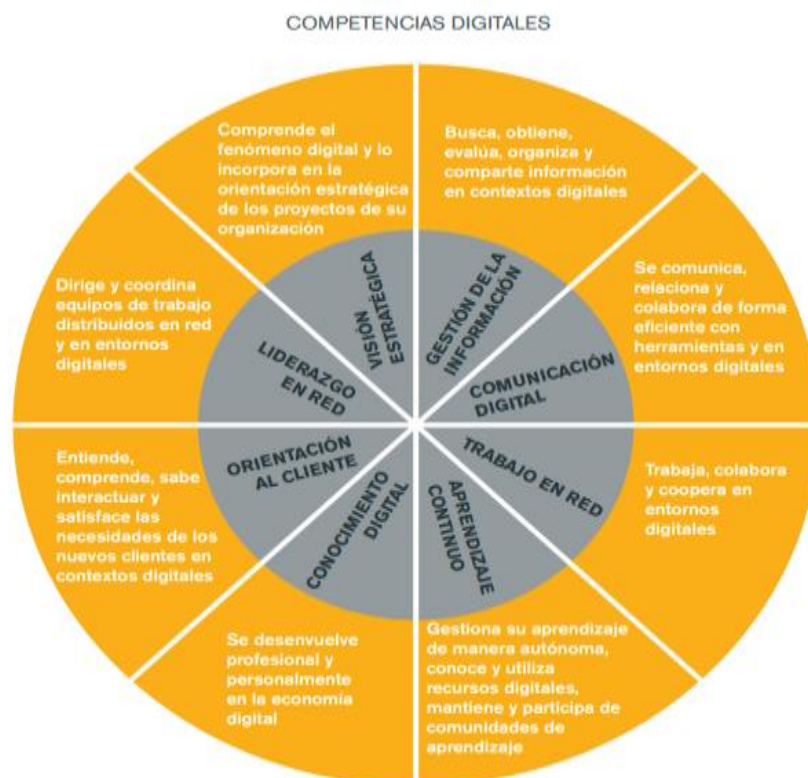 COMPETENCIAS DIGITALES
Comprende el
fenómeno digital y lo
incorpora en la
orientación estratégica
de los proyectos de su
organización
Busca, obtiene,
evalúa, organiza y
comparte información
en contextos digitales
Dirige y coordina
equipos de trabajo
distribuidos en red
y en entornos
digitales
Se comunica,
relaciona y
colabora de forma
eficiente con
herramientas y en
entornos digitales
VISIÓN
ESTRATÉGICA
GESTIÓN DE LA
INFORMACIÓN
LIDERAZGO
EN RED
COMUNICACIÓN
DIGITAL
ORIENTACIÓN
AL CLIENTE
TRABAJO EN RED
CONOCIMIENTO
DIGITAL
APRENDIZAJE
CONTINUO
Entiende,
comprende, sabe
interactuar y
satisface las
necesidades de los
nuevos clientes en
contextos digitales
Trabaja, colabora
y coopera en
entornos
digitales
Se desenvuelve
profesional y
personalmente
en la economía
digital
Gestiona su aprendizaje
de manera autónoma,
conoce y utiliza
recursos digitales,
mantiene y participa de
comunidades de
aprendizaje